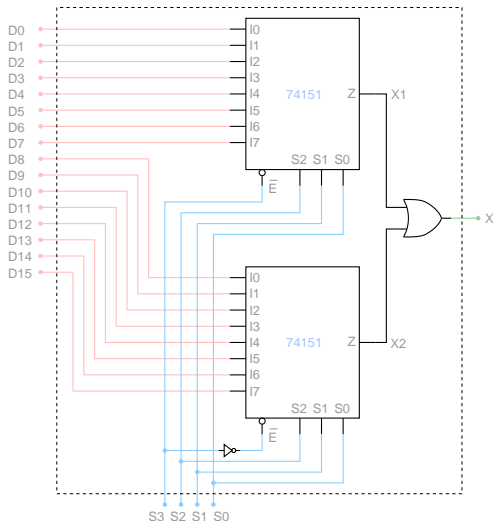 D0
D1
D2
D3
D4
D5
D6
D7
D8
D9
D10
D11
D12
D13
D14
D15
I0
I1
I2
I3
I4
I5
I6
I7
74151
Z
S2 S1 S0
E̅
X1
X
I0
I1
I2
I3
I4
I5
I6
I7
74151
Z
S2 S1 S0
E̅
X2
S3 S2 S1 S0